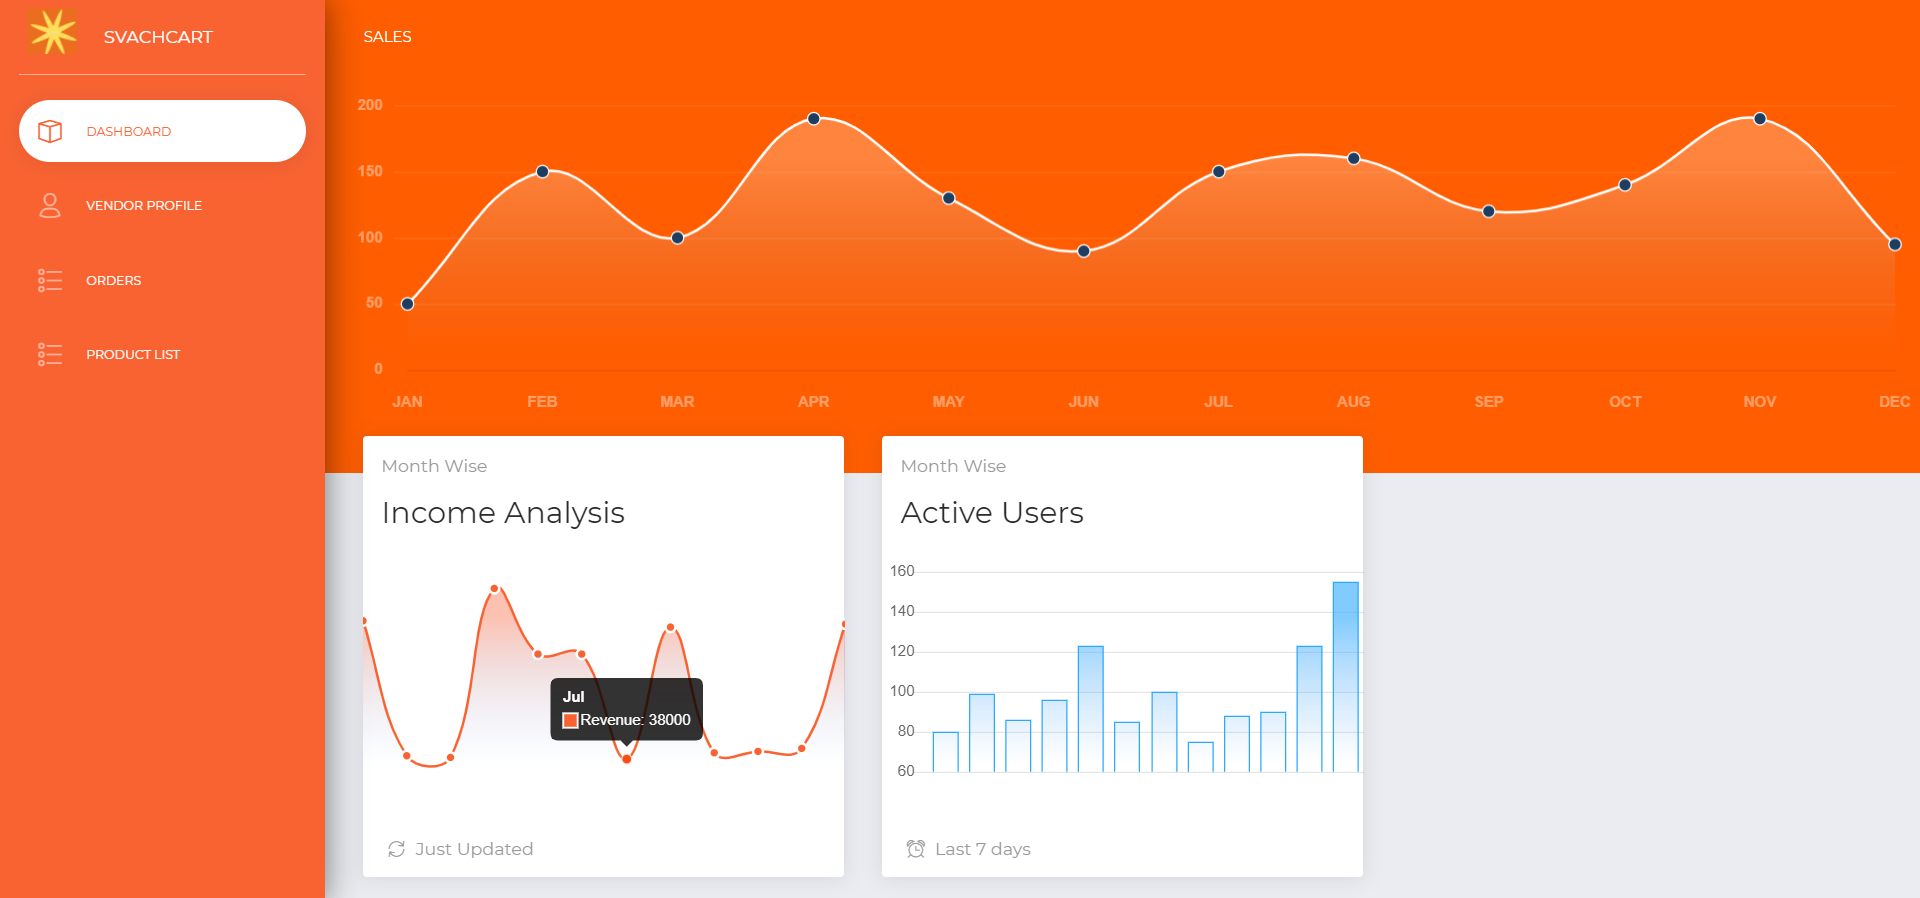 SVACHCART
DASHBOARD
VENDOR PROFILE
ORDERS
PRODUCT LIST
SALES
200
150
100
50
0
JAN FEB MAR APR MAY JUN JUL AUG SEP OCT NOV DEC
Month Wise
Income Analysis
Jul
Revenue: 38000
Just Updated
Month Wise
Active Users
160
140
120
100
80
60
Last 7 days